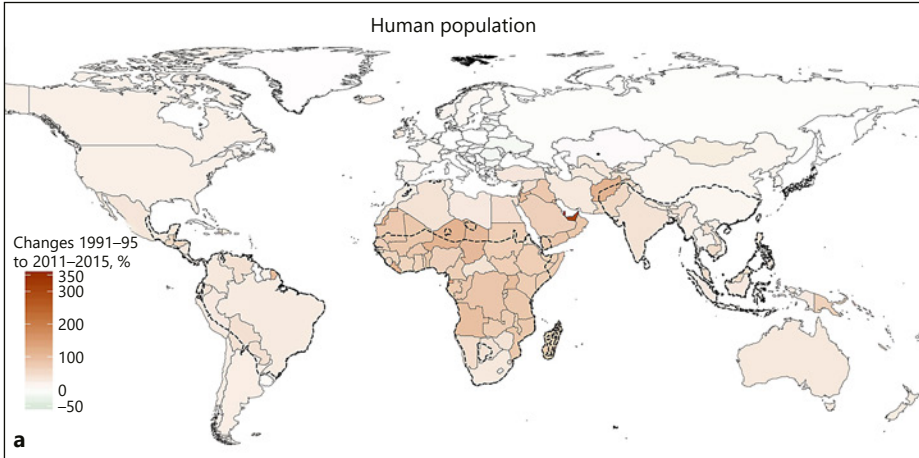 Human population
Changes 1991–95
to 2011–2015, %
350
300
200
100
0
–50
a